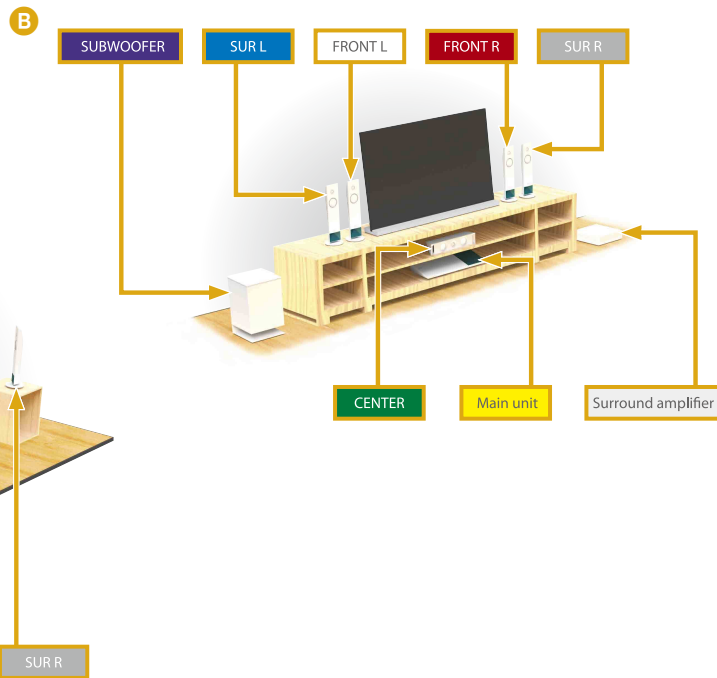 B
SUBWOOFER
SUR L
FRONT L
FRONT R
SUR R
CENTER
Main unit
Surround amplifier
SUR R